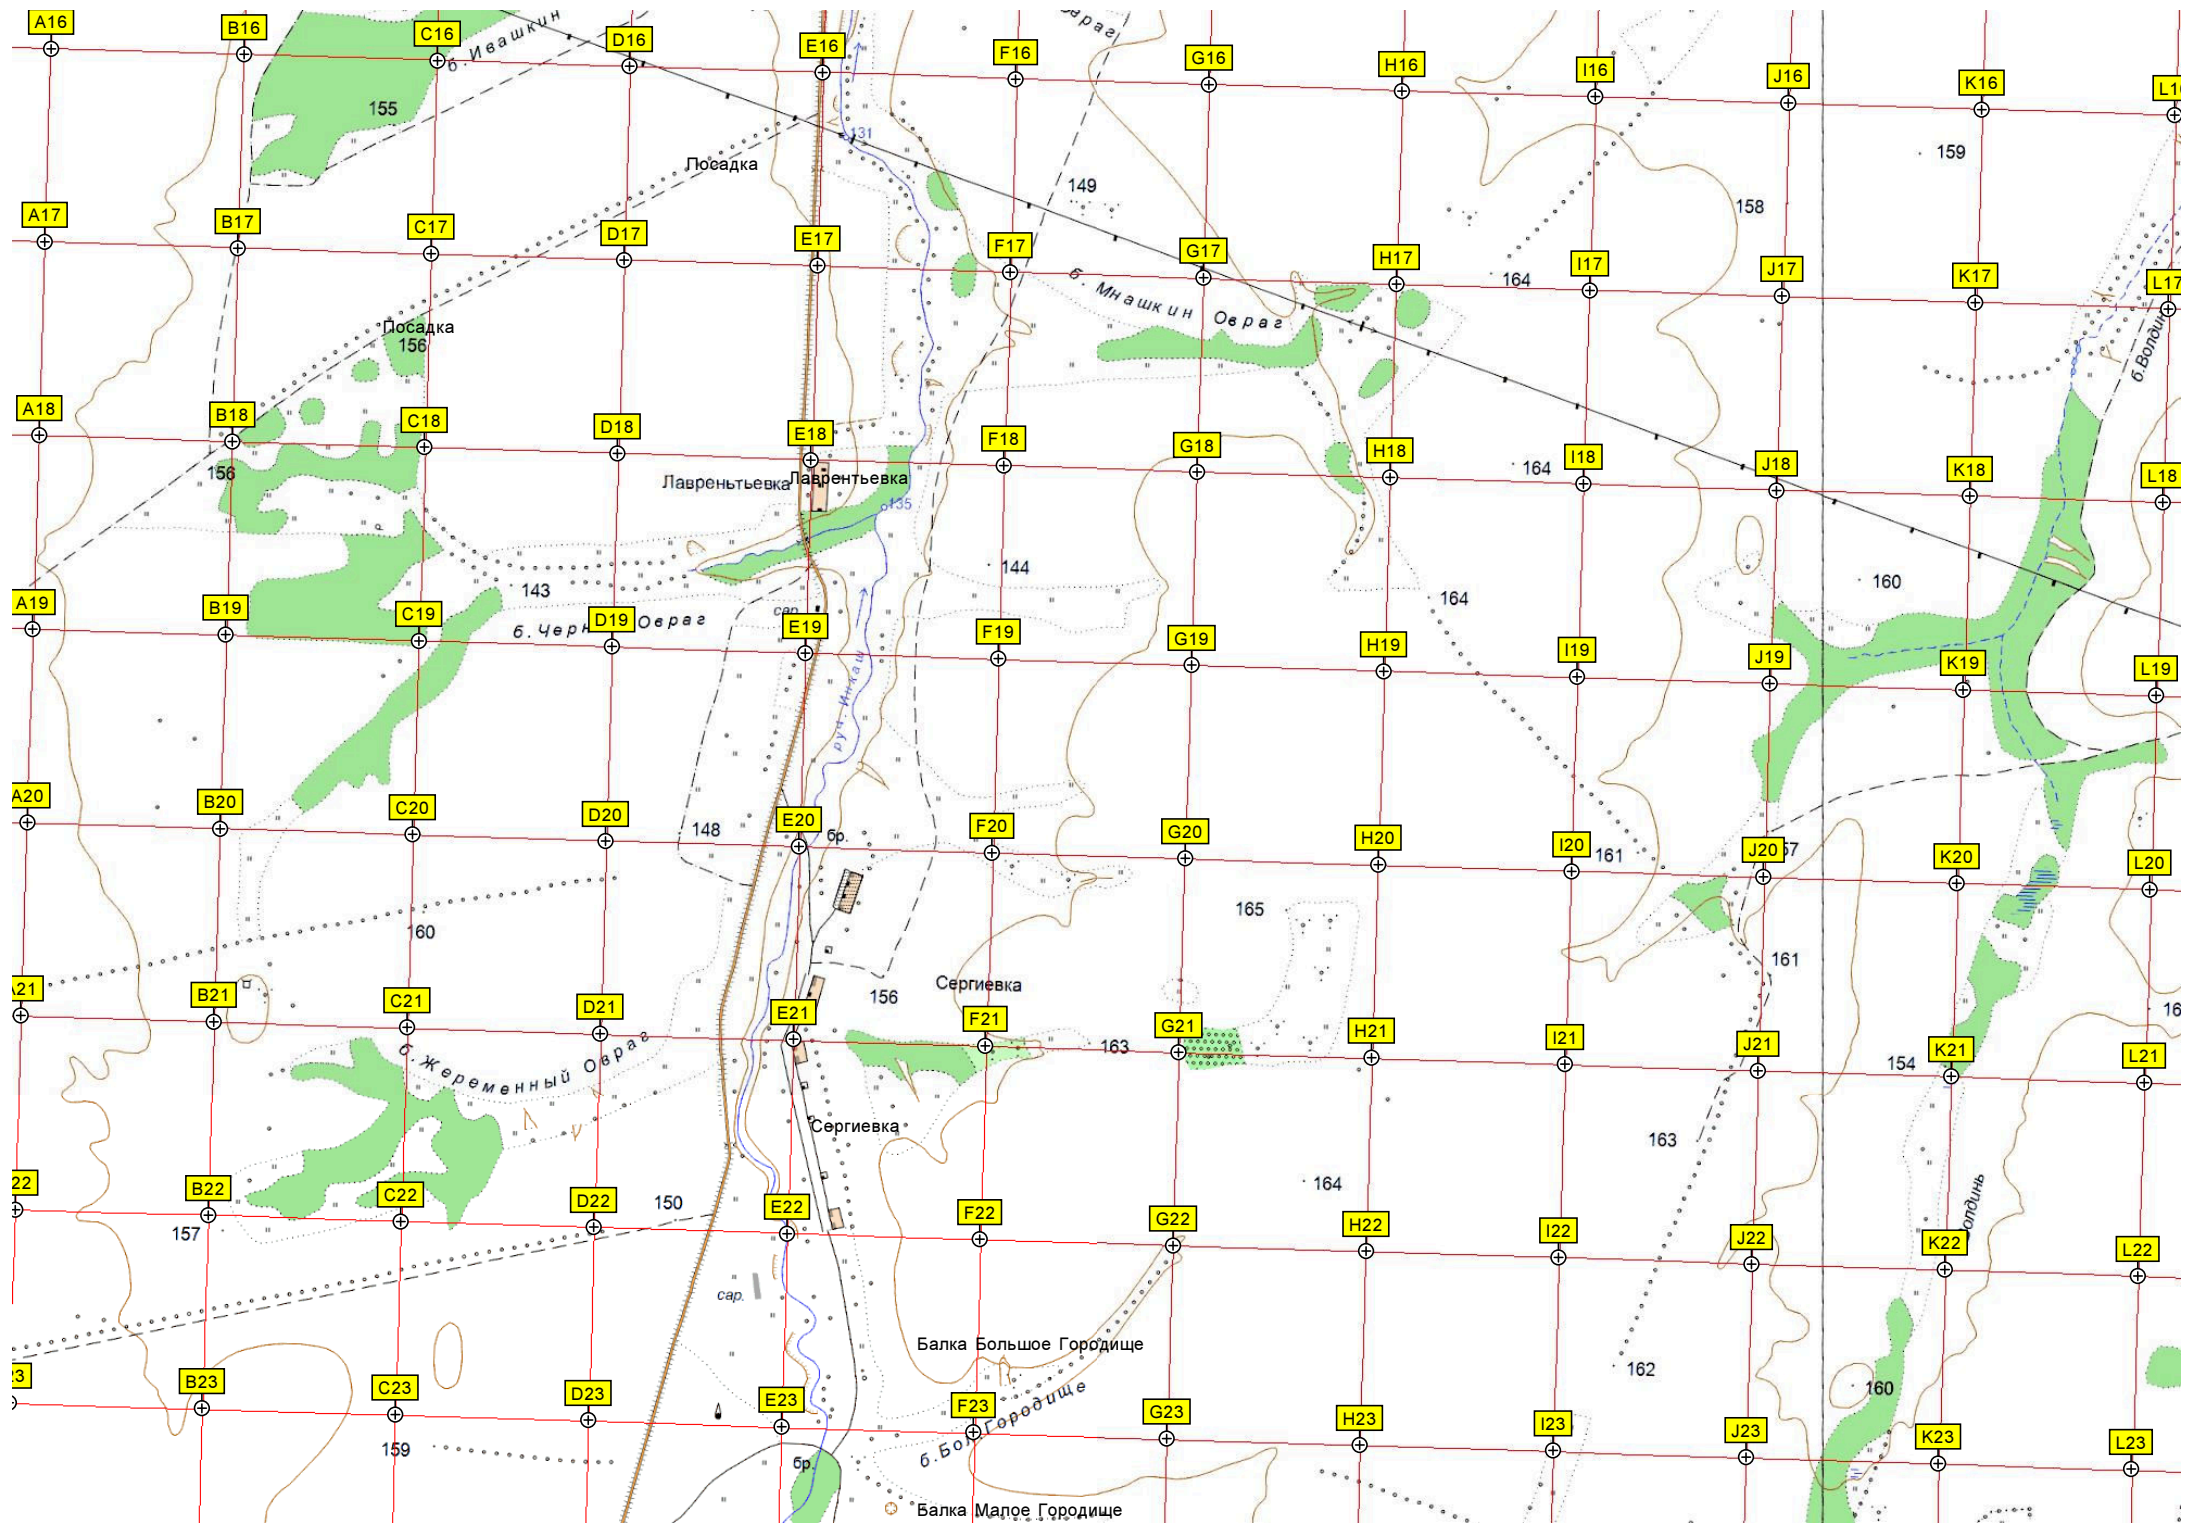 A16
B16
C16
D16
E16
F16
G16
H16
I16
J16
K16
б. Ивашкин
155
131
Посадка
149
159
158
A17
B17
C17
D17
E17
F17
G17
H17
I17
J17
K17
L17
164
б. Мнашкин Овраг
Посадка
156
A18
B18
C18
D18
E18
F18
G18
H18
I18
J18
K18
L18
156
164
Лавреньтьевка
Лаврентьевка
135
143
144
164
160
A19
B19
C19
D19
E19
F19
G19
H19
I19
J19
K19
L19
Овраг
руч. Инкаш
A20
B20
C20
D20
E20
F20
G20
H20
I20
J20
K20
L20
148
бр.
161
165
160
161
156
Сергиевка
B21
C21
D21
E21
F21
G21
H21
I21
J21
K21
L21
163
154
б. Жеременный Овраг
Сергиевка
163
164
150
157
B22
C22
D22
E22
F22
G22
H22
I22
J22
K22
L22
сар.
Балка Большое Городище
162
160
B23
C23
D23
E23
F23
G23
H23
I23
J23
K23
L23
159
бр.
Городище
Балка Малое Городище